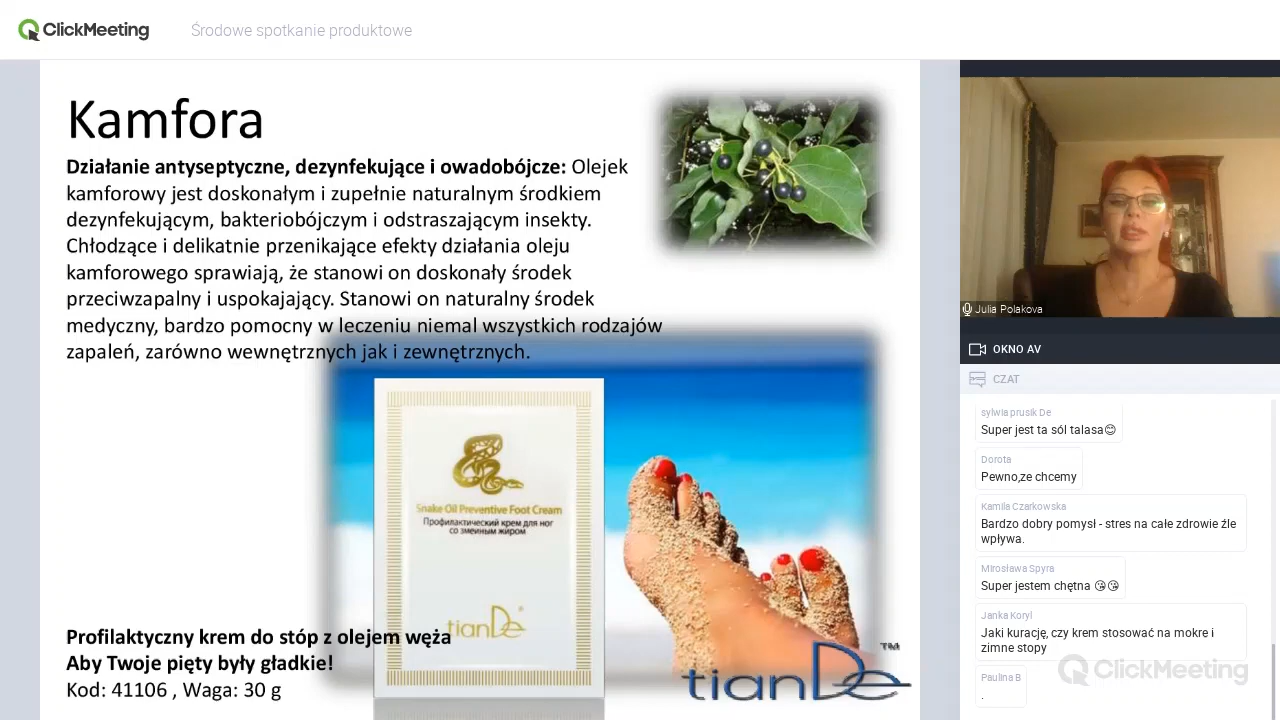 ClickMeeting
Środowe spotkanie produktowe
Kamfora
Działanie antyseptyczne, dezynfekujące i owadobójcze: Olejek
kamforowy jest doskonałym i zupełnie naturalnym środkiem
dezynfekującym, bakteriobójczym i odstraszającym insekty.
Chłodzące i delikatnie przenikające efekty działania oleju
kamforowego sprawiają, że stanowi on doskonały środek
przeciwzapalny i uspokajający. Stanowi on naturalny środek
medyczny, bardzo pomocny w leczeniu niemal wszystkich rodzajów
zapaleń, zarówno wewnętrznych jak i zewnętrznych.
Snake Oil Preventive Foot Cream
Профилактический крем для ног
со змеиным жиром
tianDe
Profilaktyczny krem do stóp z olejem węża
Aby Twoje pięty były gładkie!
Kod: 41106 , Waga: 30 g
tianDe™
Julia Polakova
OKNO AV
CZAT
sylwia prusik De
Super jest ta sól talasa😊
Dorota
Pewnie ze chcemy
Kamila Czarkowska
Bardzo dobry pomysł stres na całe zdrowie źle
wpływa
Mirosława Spyra
Super
chętnie
Janka
Jaki
czy krem stosować na mokre i
zimne stopy
Paulina B
.
ClickMeeting